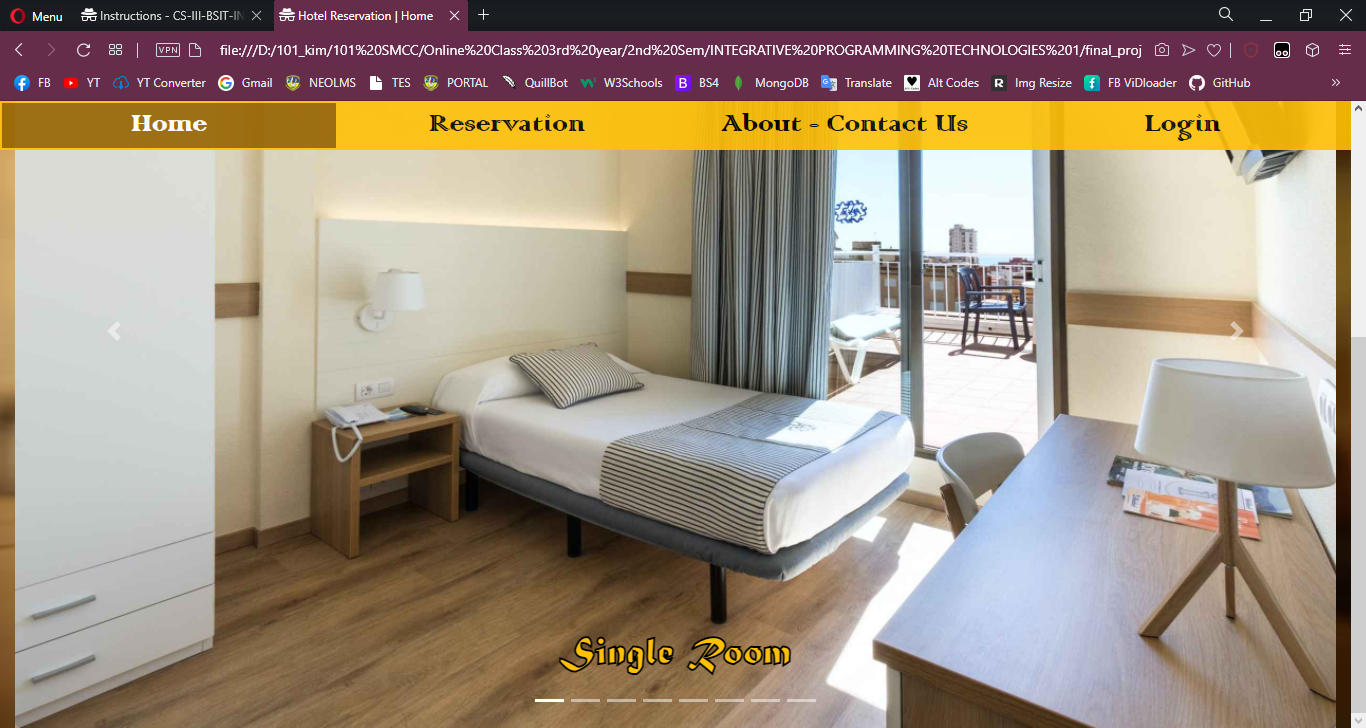 Menu
Instructions - CS-III-BSIT-IN
Hotel Reservation | Home
VPN
file:///D:/101_kim/101%20SMCC/Online%20Class%203rd%20year/2nd%20Sem/INTEGRATIVE%20PROGRAMMING%20TECHNOLOGIES%201/final_proj
FB
YT
YT Converter
Gmail
NEOLMS
TES
PORTAL
QuillBot
W3Schools
BS4
MongoDB
Translate
Alt Codes
Img Resize
FB ViDloader
GitHub
Home
Reservation
About - Contact Us
Login
Single Room